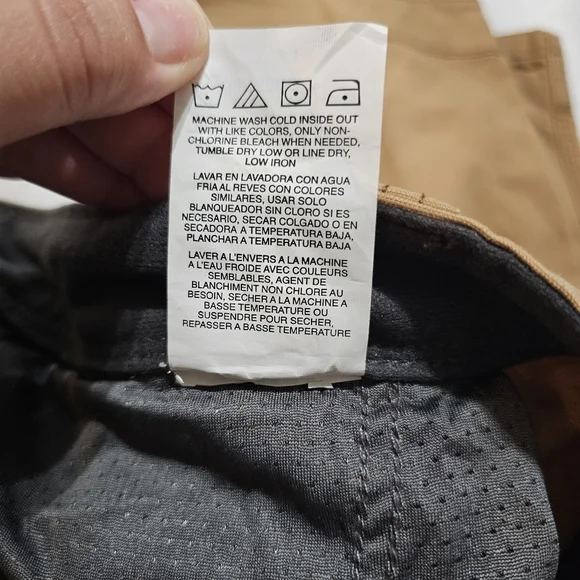 MACHINE WASH COLD INSIDE OUT
WITH LIKE COLORS, ONLY NON-
CHLORINE BLEACH WHEN NEEDED,
TUMBLE DRY LOW OR LINE DRY,
LOW IRON
LAVAR EN LAVADORA CON AGUA
FRIA AL REVES CON COLORES
SIMILARES, USAR SOLO
BLANQUEADOR SIN CLORO SI ES
NECESARIO, SECAR COLGADO O EN
SECADORA A TEMPERATURA BAJA,
PLANCHAR A TEMPERATURA BAJA
LAVER A L'ENVERS A LA MACHINE
A L'EAU FROIDE AVEC COULEURS
SEMBLABLES, AGENT DE
BLANCHIMENT NON CHLORE AU
BESOIN, SECHER A LA MACHINE A
BASSE TEMPERATURE OU
SUSPENDRE POUR SECHER,
REPASSER A BASSE TEMPERATURE